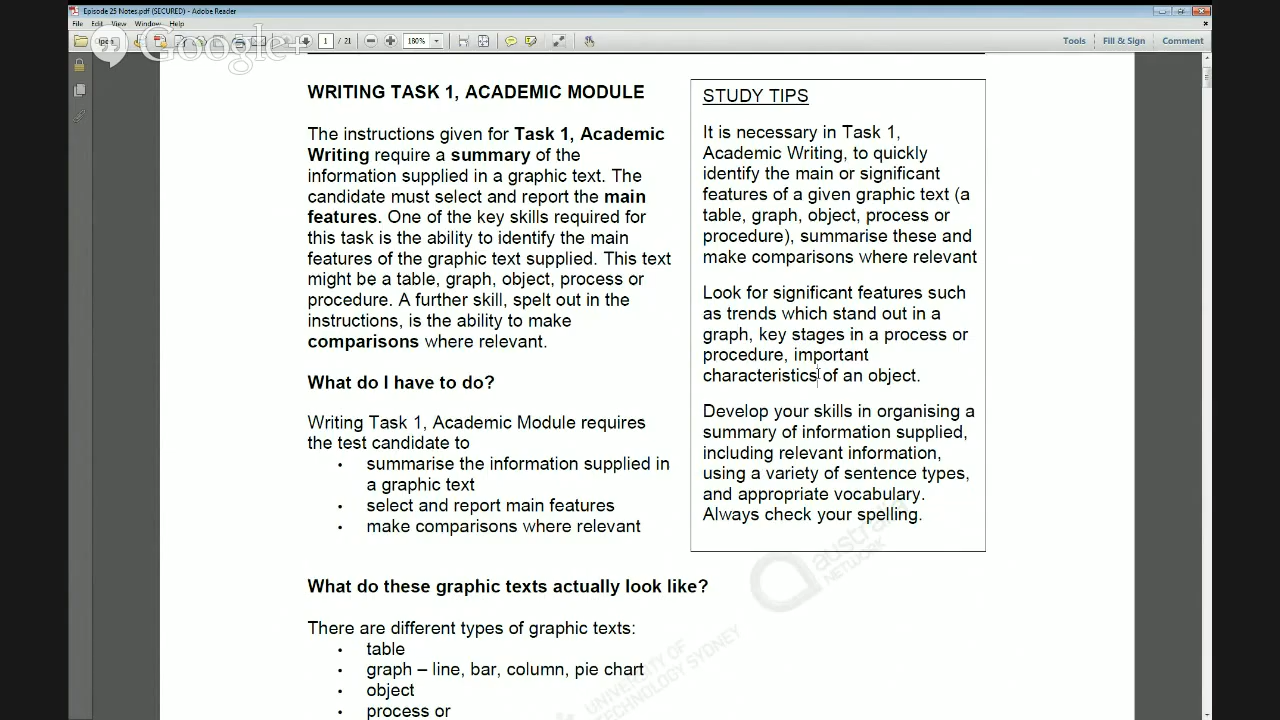 Episode 25 Notes.pdf (SECURED) - Adobe Reader
File Edit View Window Help
Open
1 / 21
180%
Tools
Fill & Sign
Comment
Google+
WRITING TASK 1, ACADEMIC MODULE
The instructions given for Task 1, Academic
Writing require a summary of the
information supplied in a graphic text. The
candidate must select and report the main
features. One of the key skills required for
this task is the ability to identify the main
features of the graphic text supplied. This text
might be a table, graph, object, process or
procedure. A further skill, spelt out in the
instructions, is the ability to make
comparisons where relevant.
What do I have to do?
Writing Task 1, Academic Module requires
the test candidate to
• summarise the information supplied in
a graphic text
• select and report main features
• make comparisons where relevant
STUDY TIPS
It is necessary in Task 1,
Academic Writing, to quickly
identify the main or significant
features of a given graphic text (a
table, graph, object, process or
procedure), summarise these and
make comparisons where relevant
Look for significant features such
as trends which stand out in a
graph, key stages in a process or
procedure, important
characteristics of an object.
Develop your skills in organising a
summary of information supplied,
including relevant information,
using a variety of sentence types,
and appropriate vocabulary.
Always check your spelling.
What do these graphic texts actually look like?
There are different types of graphic texts:
• table
• graph – line, bar, column, pie chart
• object
• process or
australia
NETWORK
UNIVERSITY OF
TECHNOLOGY SYDNEY